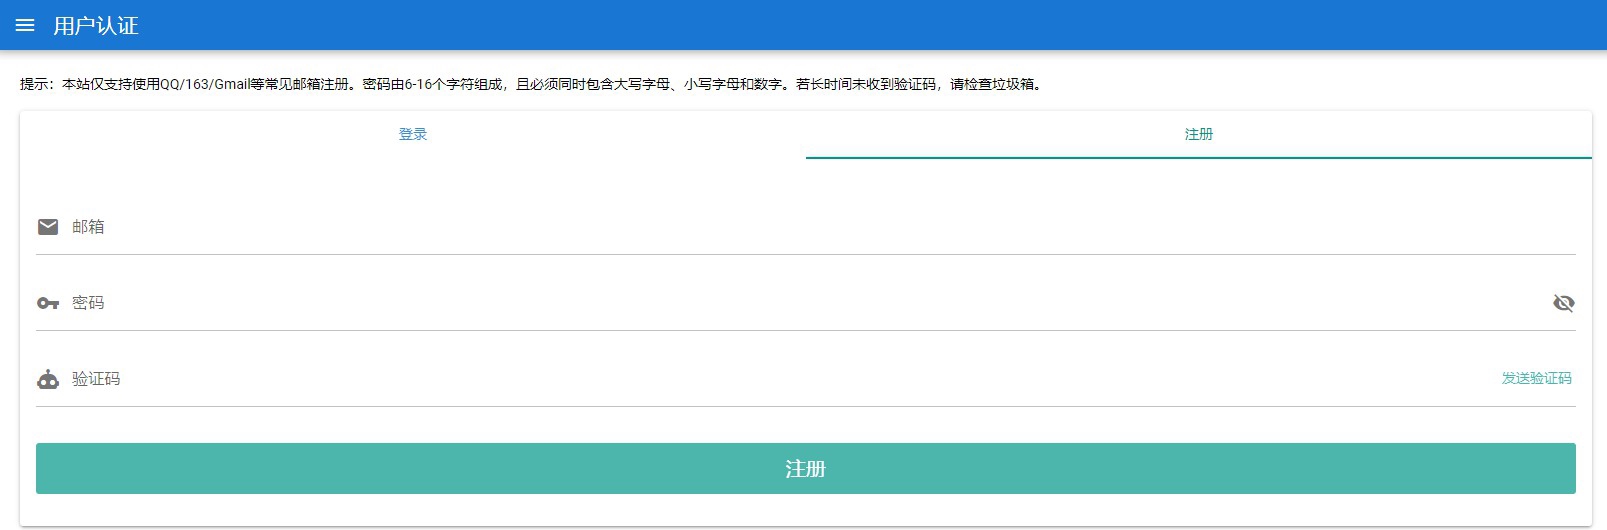 用户认证
提示：本站仅支持使用QQ/163/Gmail等常见邮箱注册。密码由6-16个字符组成，且必须同时包含大写字母、小写字母和数字。若长时间未收到验证码，请检查垃圾箱。
登录
注册
邮箱
密码
验证码
发送验证码
注册